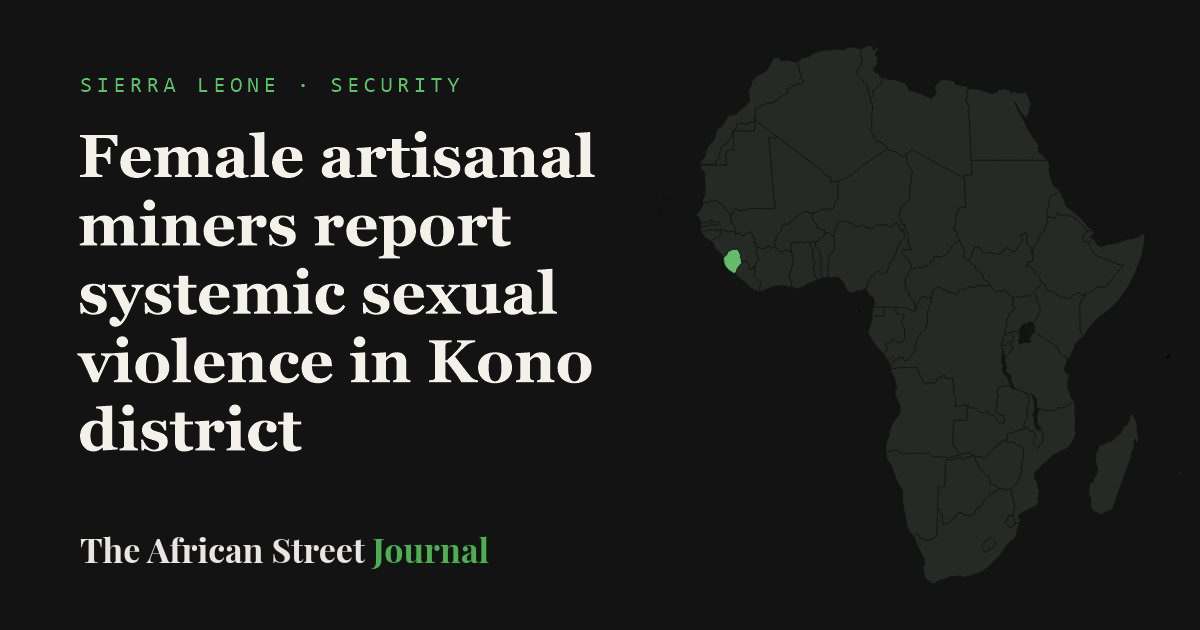 SIERRA LEONE · SECURITY
Female artisanal
miners report
systemic sexual
violence in Kono
district
The African Street Journal